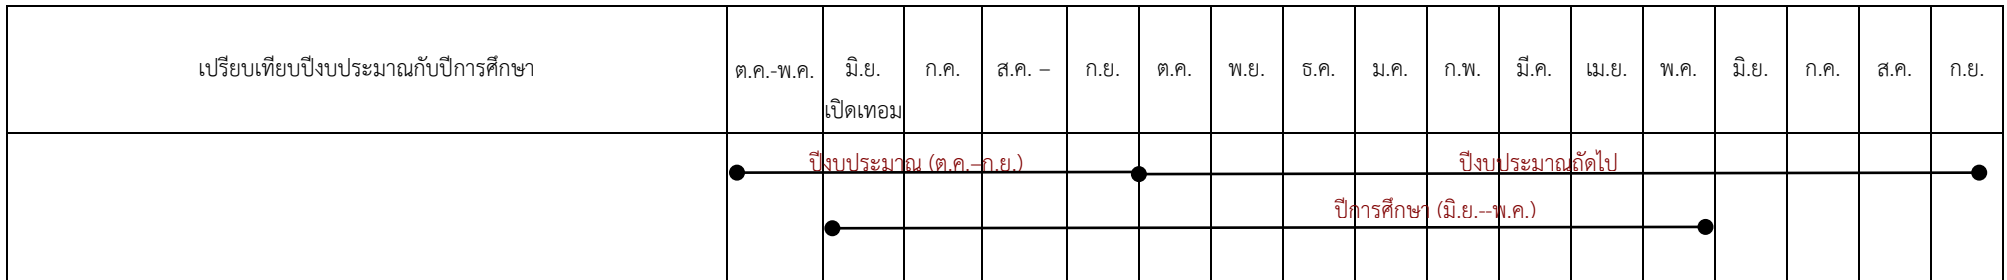 เปรียบเทียบปีงบประมาณกับปีการศึกษา ต.ค.-พ.ค. มิ.ย. ก.ค. ส.ค. – ก.ย. ต.ค. พ.ย. ธ.ค. ม.ค. ก.พ. มี.ค. เม.ย. พ.ค. มิ.ย. ก.ค. ส.ค. ก.ย.
เปิดเทอม
ปีงบประมาณ (ต.ค.–ก.ย.) ปีงบประมาณถัดไป
ปีการศึกษา (มิ.ย.--พ.ค.)